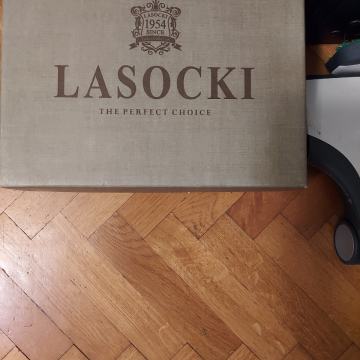 LASOCKI
1954
SINCE
LASOCKI
THE PERFECT CHOICE